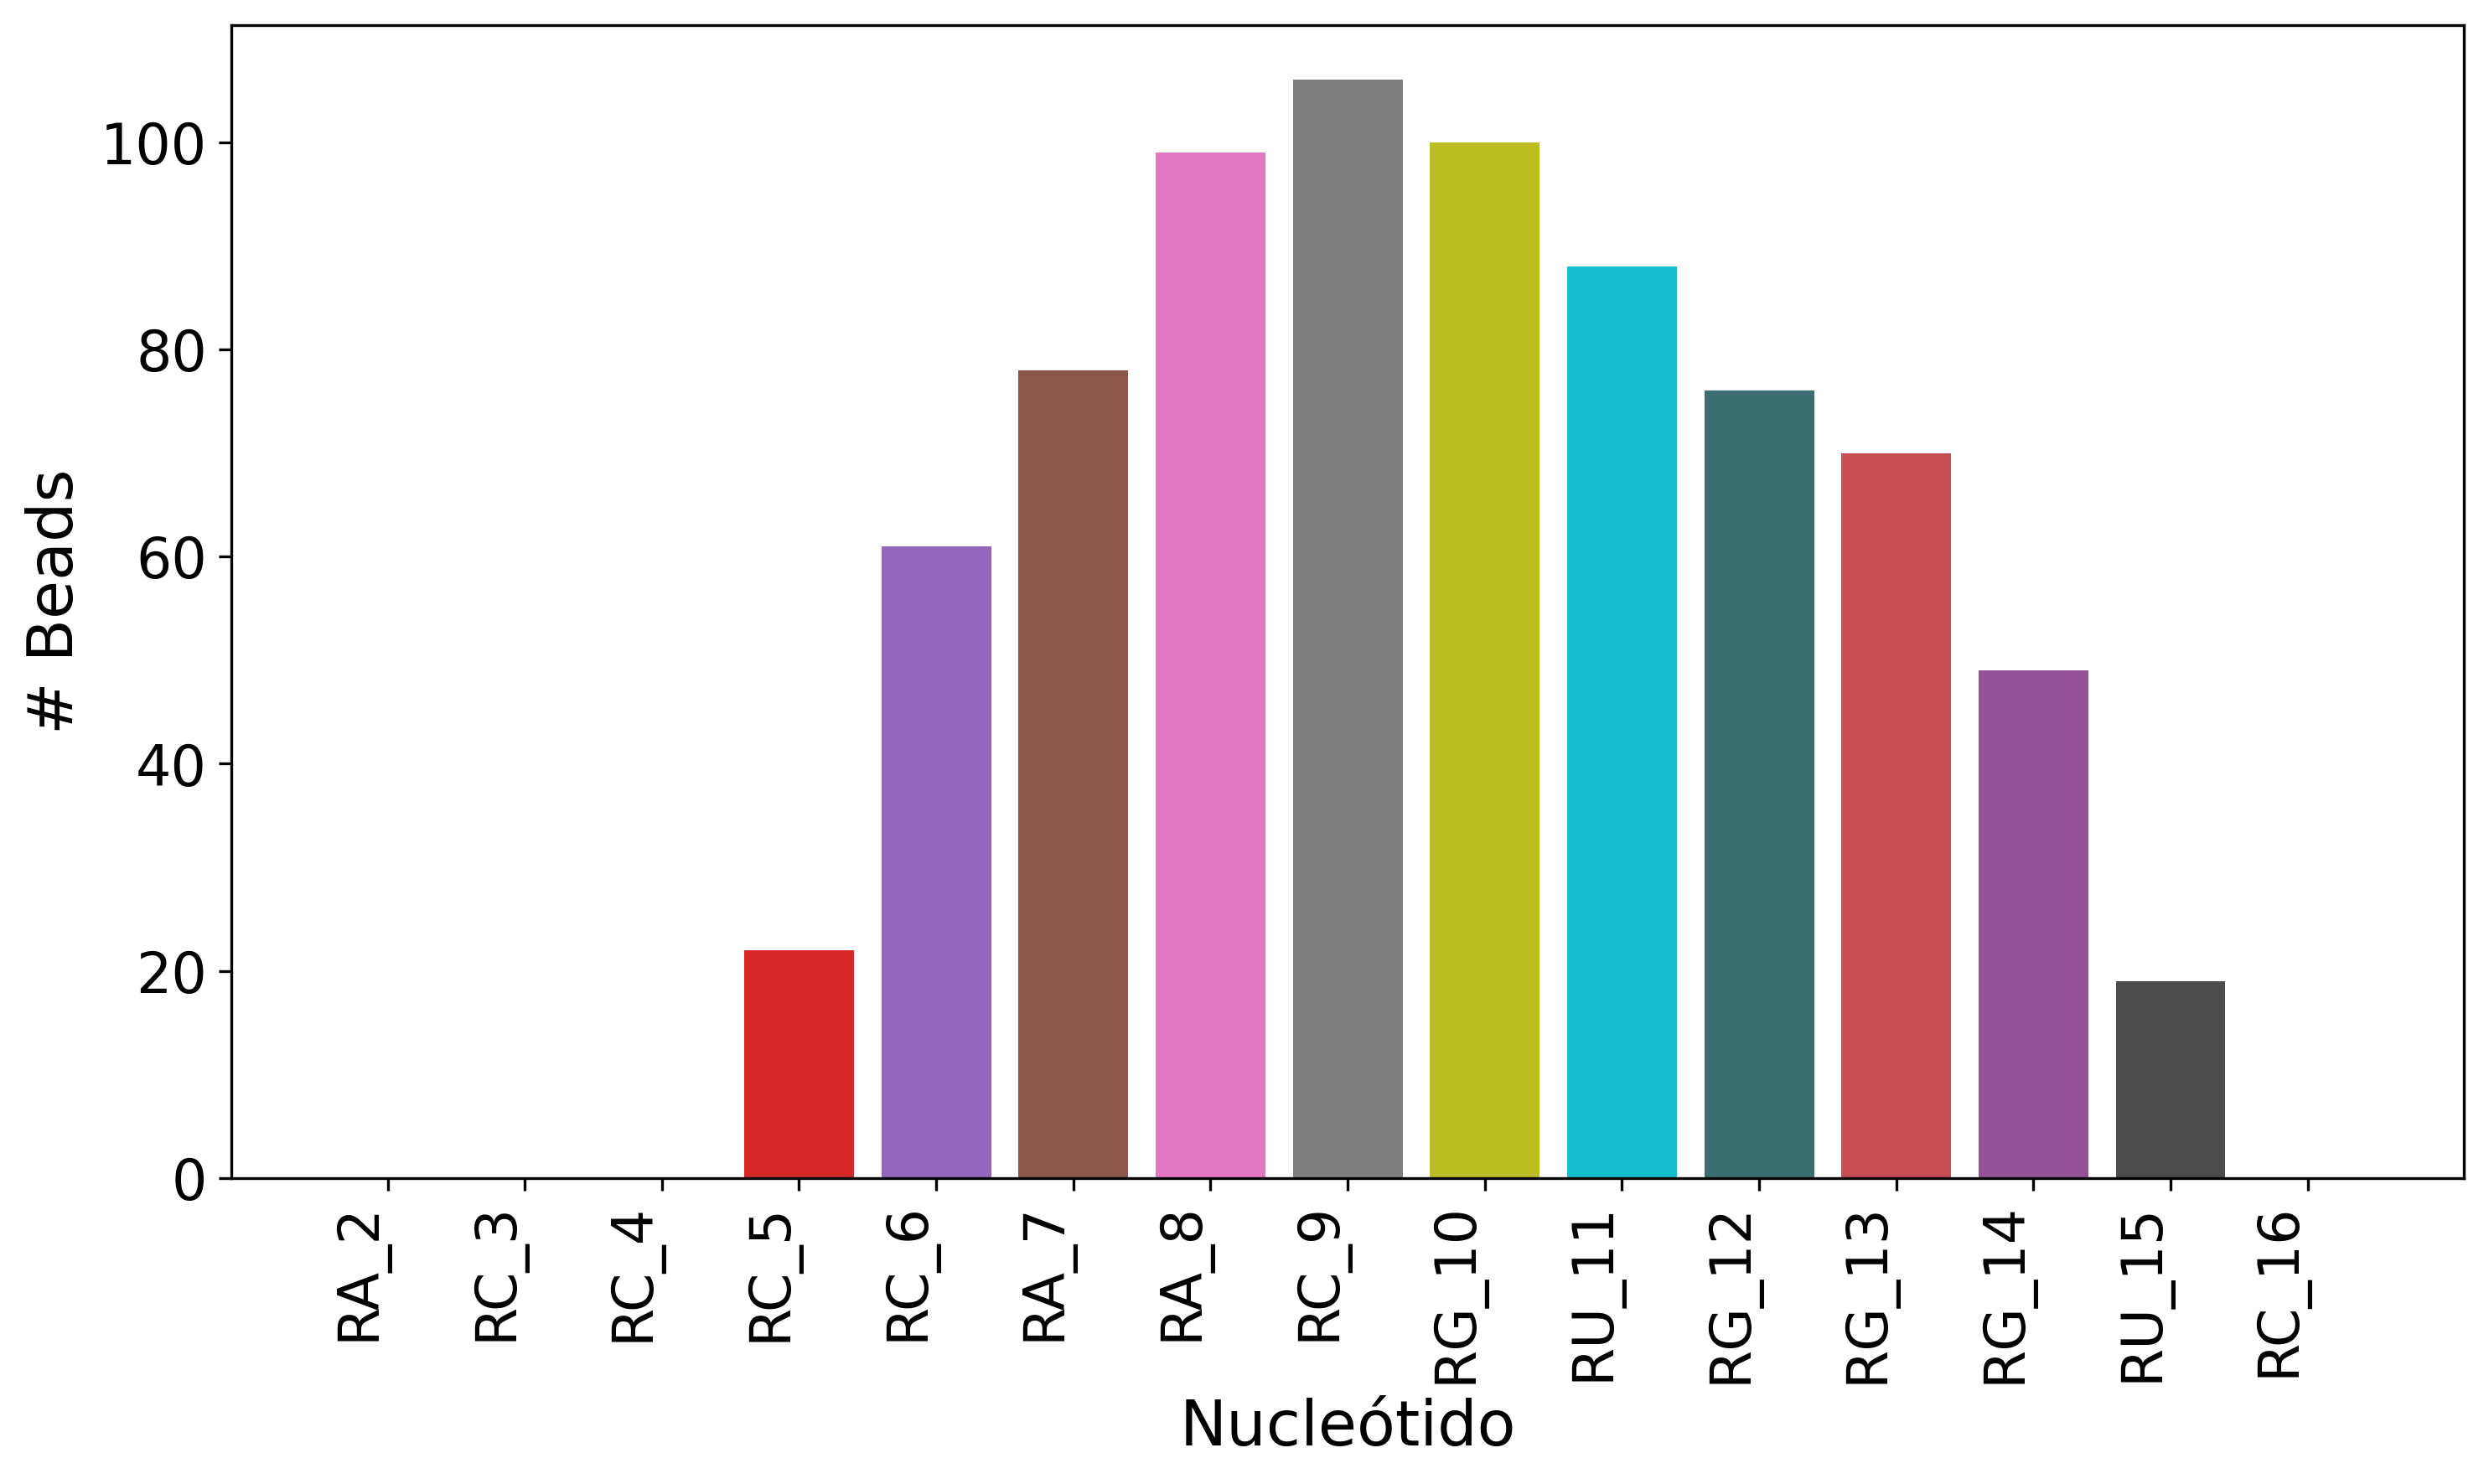 # Beads
100
80
60
40
20
0
RA_2
RC_3
RC_4
RC_5
RC_6
RA_7
RA_8
RC_9
RG_10
RU_11
RG_12
RG_13
RG_14
RU_15
RC_16
Nucleótido